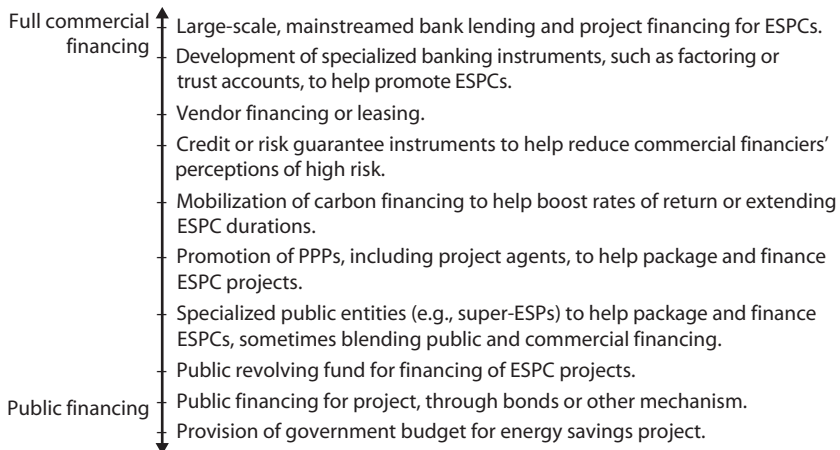 Full commercial
financing
Large-scale, mainstreamed bank lending and project financing for ESPCs.
Development of specialized banking instruments, such as factoring or
trust accounts, to help promote ESPCs.
Vendor financing or leasing.
Credit or risk guarantee instruments to help reduce commercial financiers’
perceptions of high risk.
Mobilization of carbon financing to help boost rates of return or extending
ESPC durations.
Promotion of PPPs, including project agents, to help package and finance
ESPC projects.
Specialized public entities (e.g., super-ESPs) to help package and finance
ESPCs, sometimes blending public and commercial financing.
Public revolving fund for financing of ESPC projects.
Public financing
Public financing for project, through bonds or other mechanism.
Provision of government budget for energy savings project.